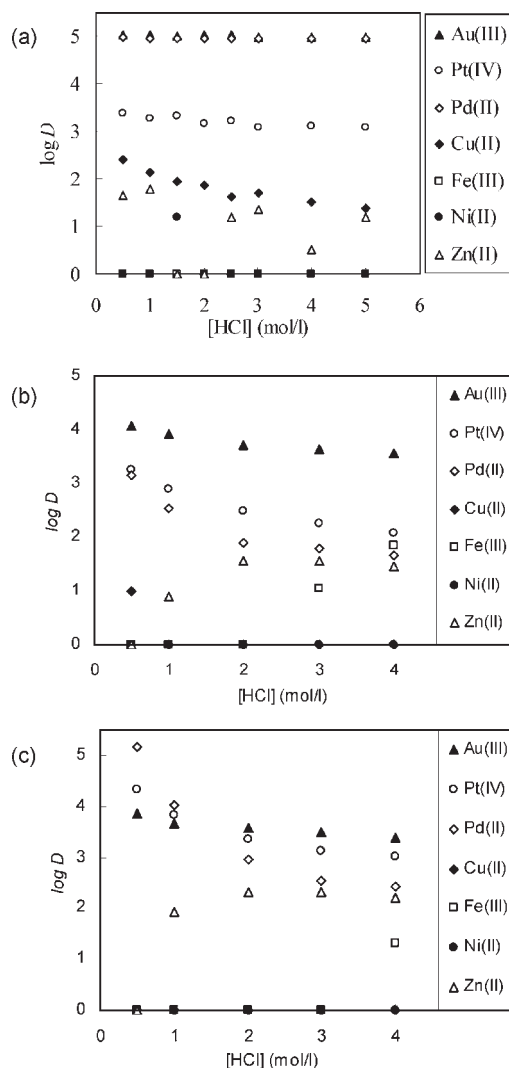 (a)
log D
5
4
3
2
1
0
0 1 2 3 4 5 6
[HCl] (mol/l)
Au(III)
Pt(IV)
Pd(II)
Cu(II)
Fe(III)
Ni(II)
Zn(II)
(b)
log D
5
4
3
2
1
0
0 1 2 3 4
[HCl] (mol/l)
Au(III)
Pt(IV)
Pd(II)
Cu(II)
Fe(III)
Ni(II)
Zn(II)
(c)
log D
5
4
3
2
1
0
0 1 2 3 4
[HCl] (mol/l)
Au(III)
Pt(IV)
Pd(II)
Cu(II)
Fe(III)
Ni(II)
Zn(II)